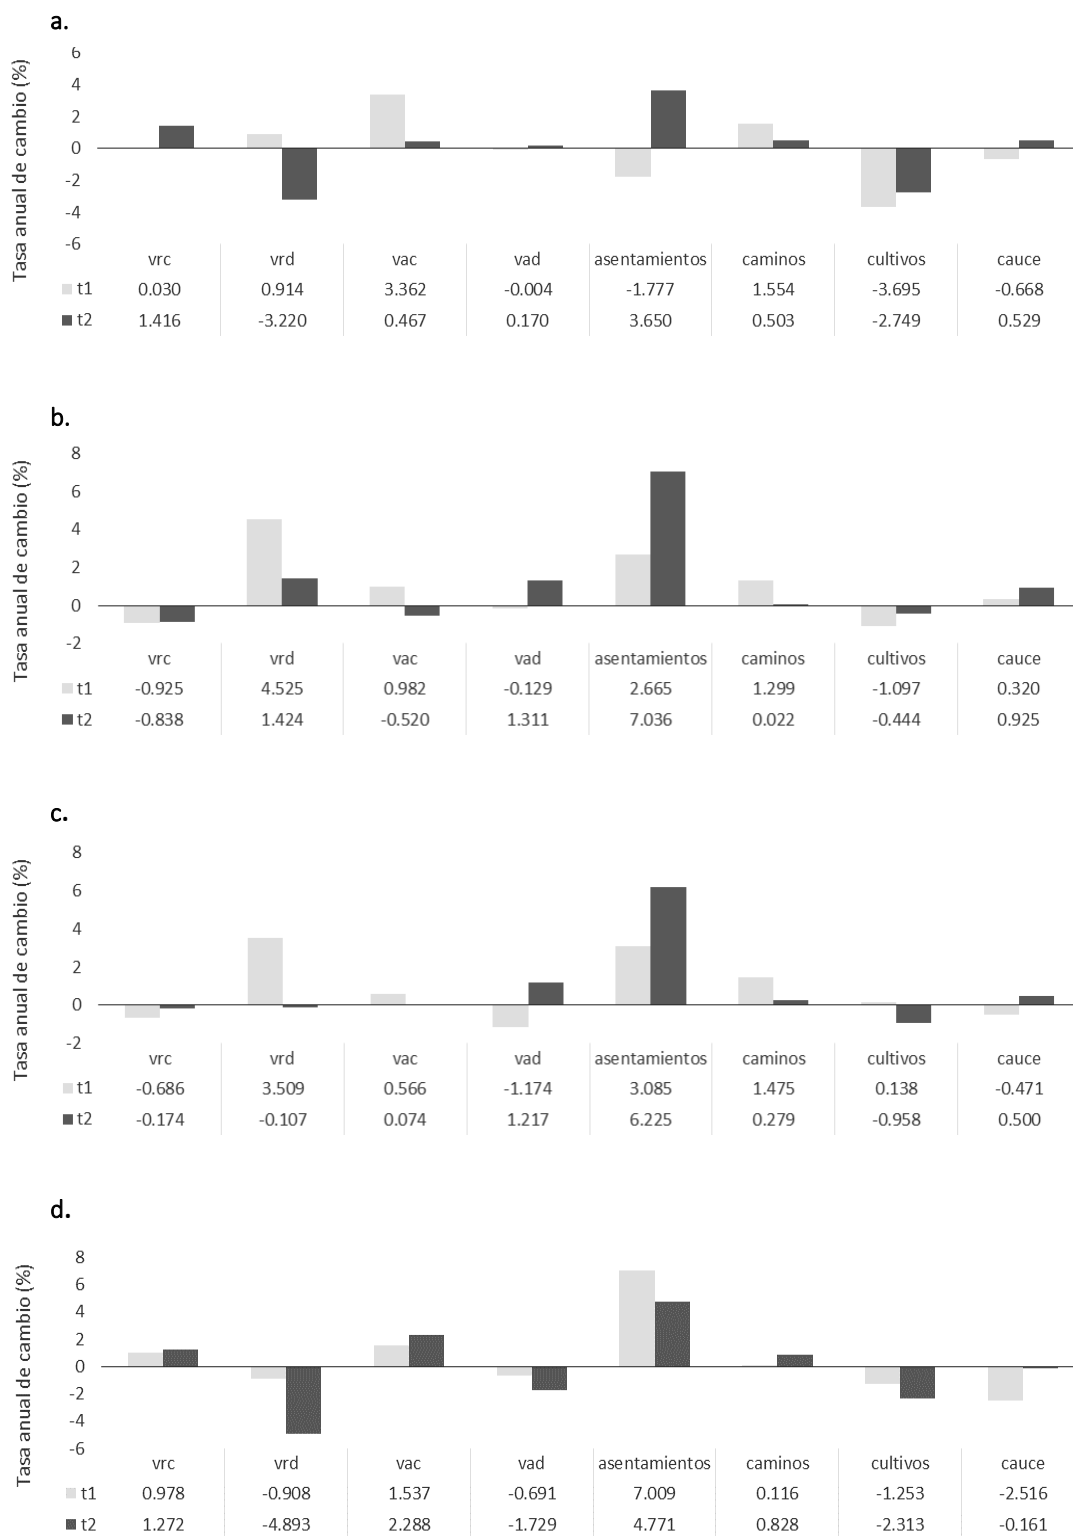 a.
Tasa anual de cambio (%)
6
4
2
0
-2
-4
-6
vrc vrd vac vad asentamientos caminos cultivos cauce
t1 0.030 0.914 3.362 -0.004 -1.777 1.554 -3.695 -0.668
t2 1.416 -3.220 0.467 0.170 3.650 0.503 -2.749 0.529
b.
Tasa anual de cambio (%)
8
6
4
2
0
-2
vrc vrd vac vad asentamientos caminos cultivos cauce
t1 -0.925 4.525 0.982 -0.129 2.665 1.299 -1.097 0.320
t2 -0.838 1.424 -0.520 1.311 7.036 0.022 -0.444 0.925
c.
Tasa anual de cambio (%)
8
6
4
2
0
-2
vrc vrd vac vad asentamientos caminos cultivos cauce
t1 -0.686 3.509 0.566 -1.174 3.085 1.475 0.138 -0.471
t2 -0.174 -0.107 0.074 1.217 6.225 0.279 -0.958 0.500
d.
Tasa anual de cambio (%)
8
6
4
2
0
-2
-4
-6
vrc vrd vac vad asentamientos caminos cultivos cauce
t1 0.978 -0.908 1.537 -0.691 7.009 0.116 -1.253 -2.516
t2 1.272 -4.893 2.288 -1.729 4.771 0.828 -2.313 -0.161